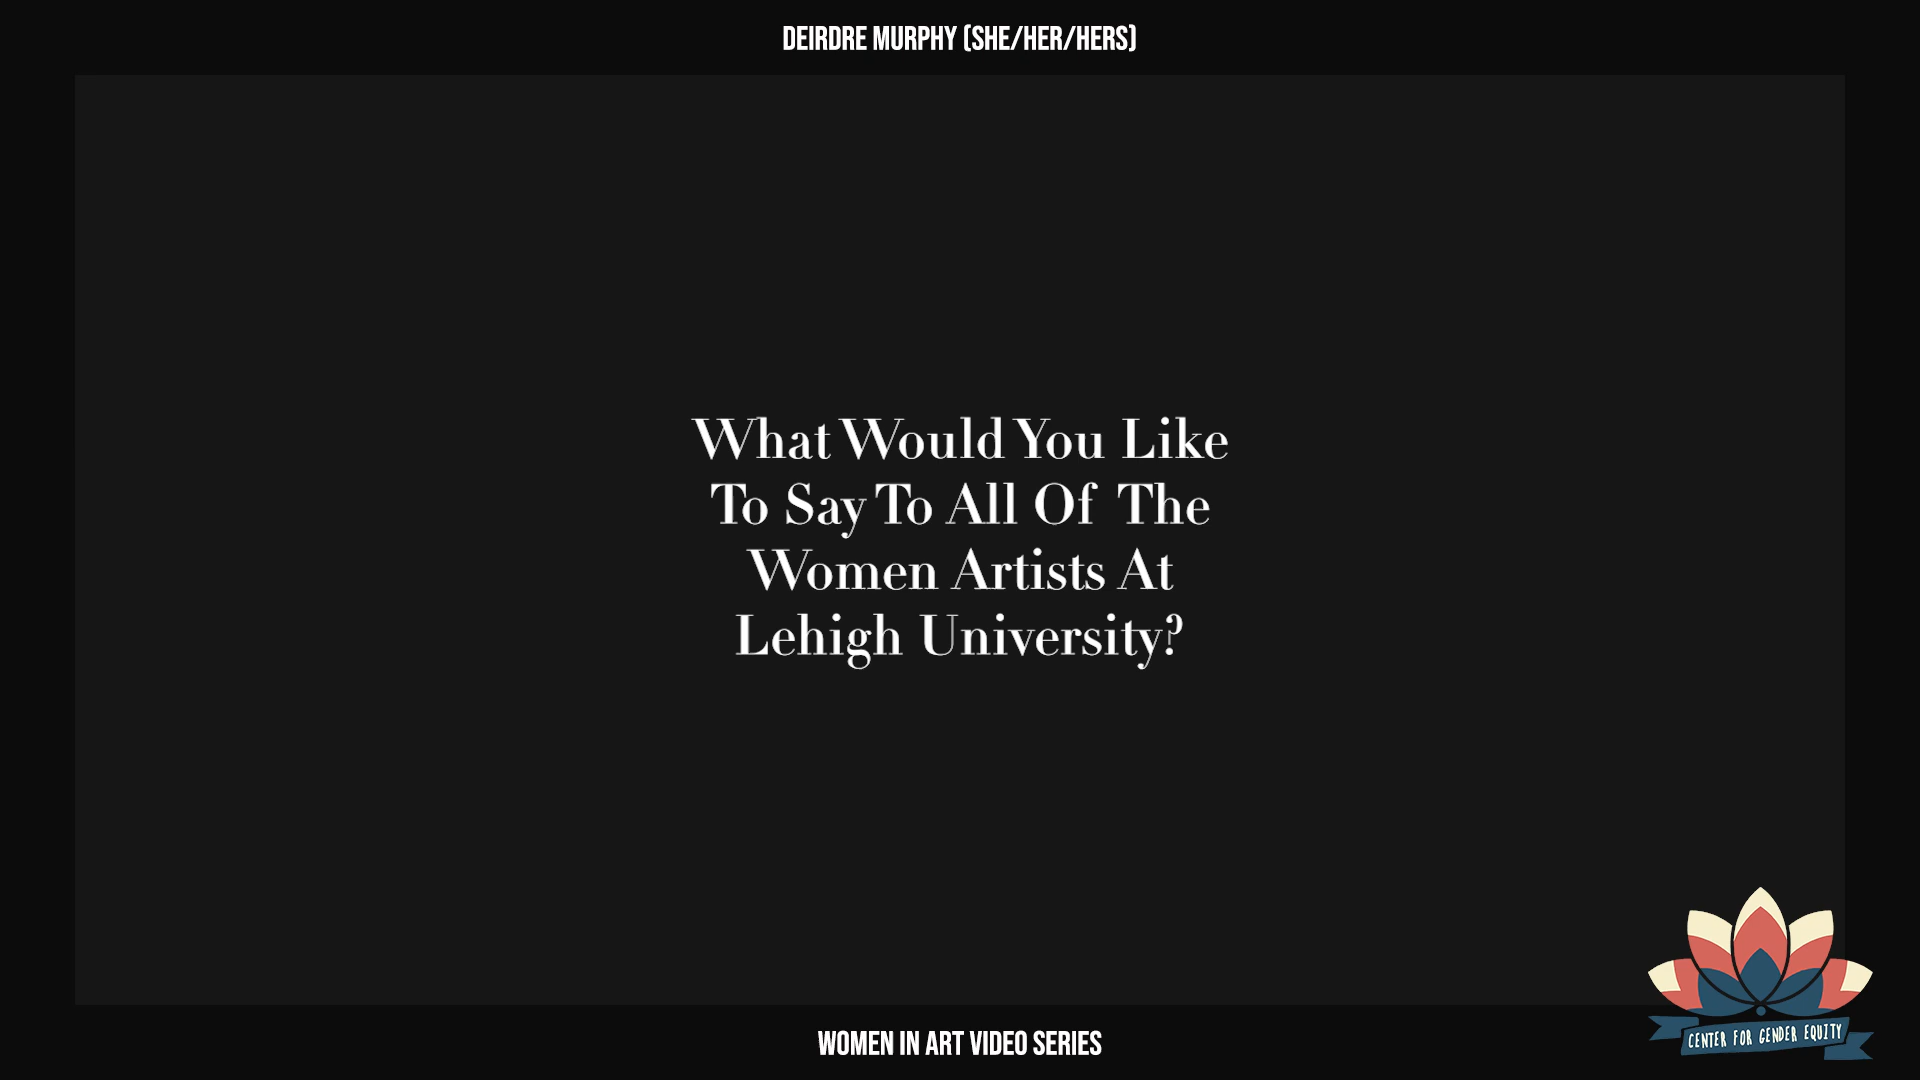 DEIRDRE MURPHY (SHE/HER/HERS)
What Would You Like
To Say To All Of The
Women Artists At
Lehigh University?
WOMEN IN ART VIDEO SERIES
CENTER FOR GENDER EQUITY